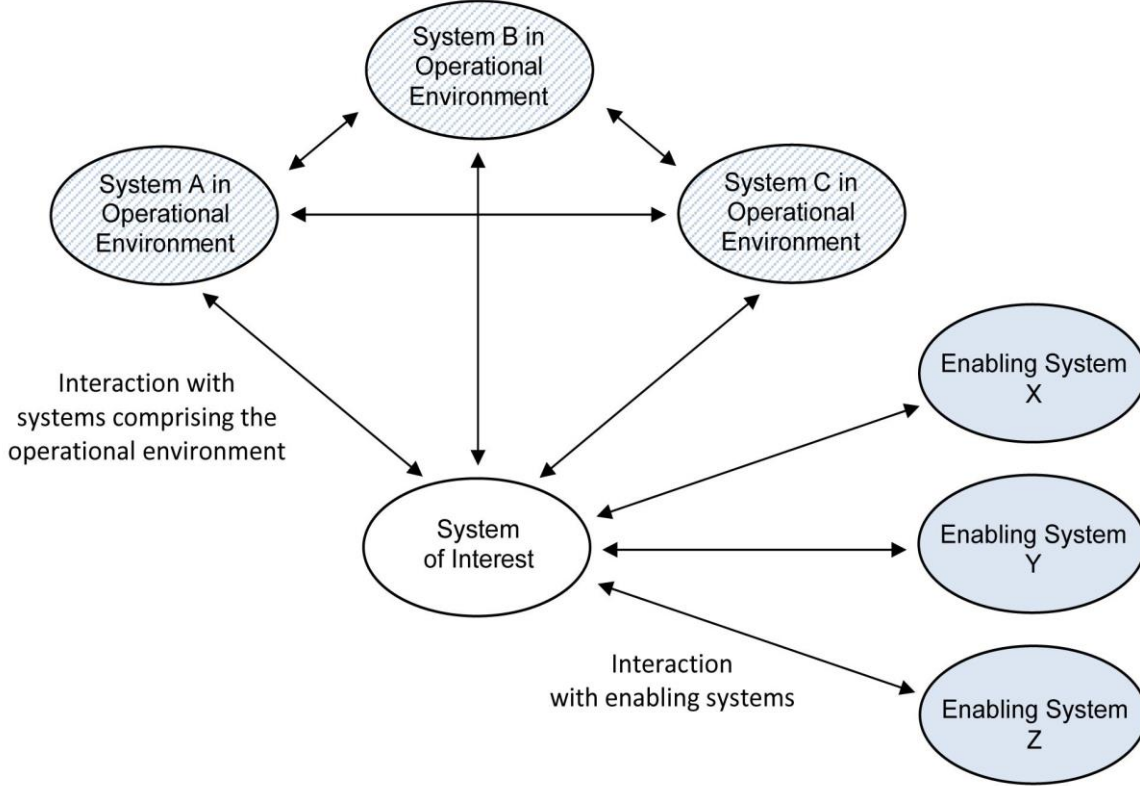 System B in
Operational
Environment
System A in
Operational
Environment
System C in
Operational
Environment
Interaction with
systems comprising the
operational environment
Enabling System
X
System
of Interest
Enabling System
Y
Interaction
with enabling systems
Enabling System
Z